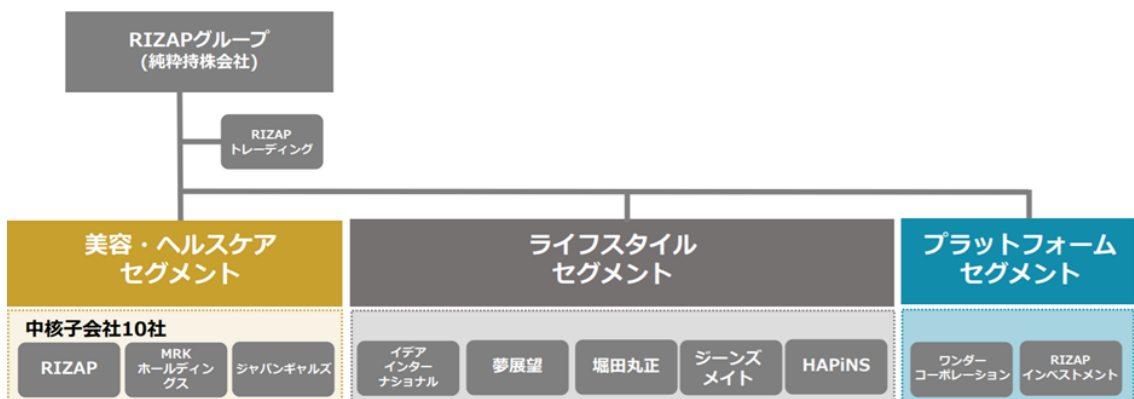 RIZAPグループ
(純粋持株会社)
RIZAP
トレーディング
美容・ヘルスケア
セグメント
ライフスタイル
セグメント
プラットフォーム
セグメント
中核子会社10社
RIZAP
MRK
ホールディン
グス
ジャパンギャルズ
イデア
インター
ナショナル
夢展望
堀田丸正
ジーンズ
メイト
HAPiNS
ワンダー
コーポレーション
RIZAP
インベストメント